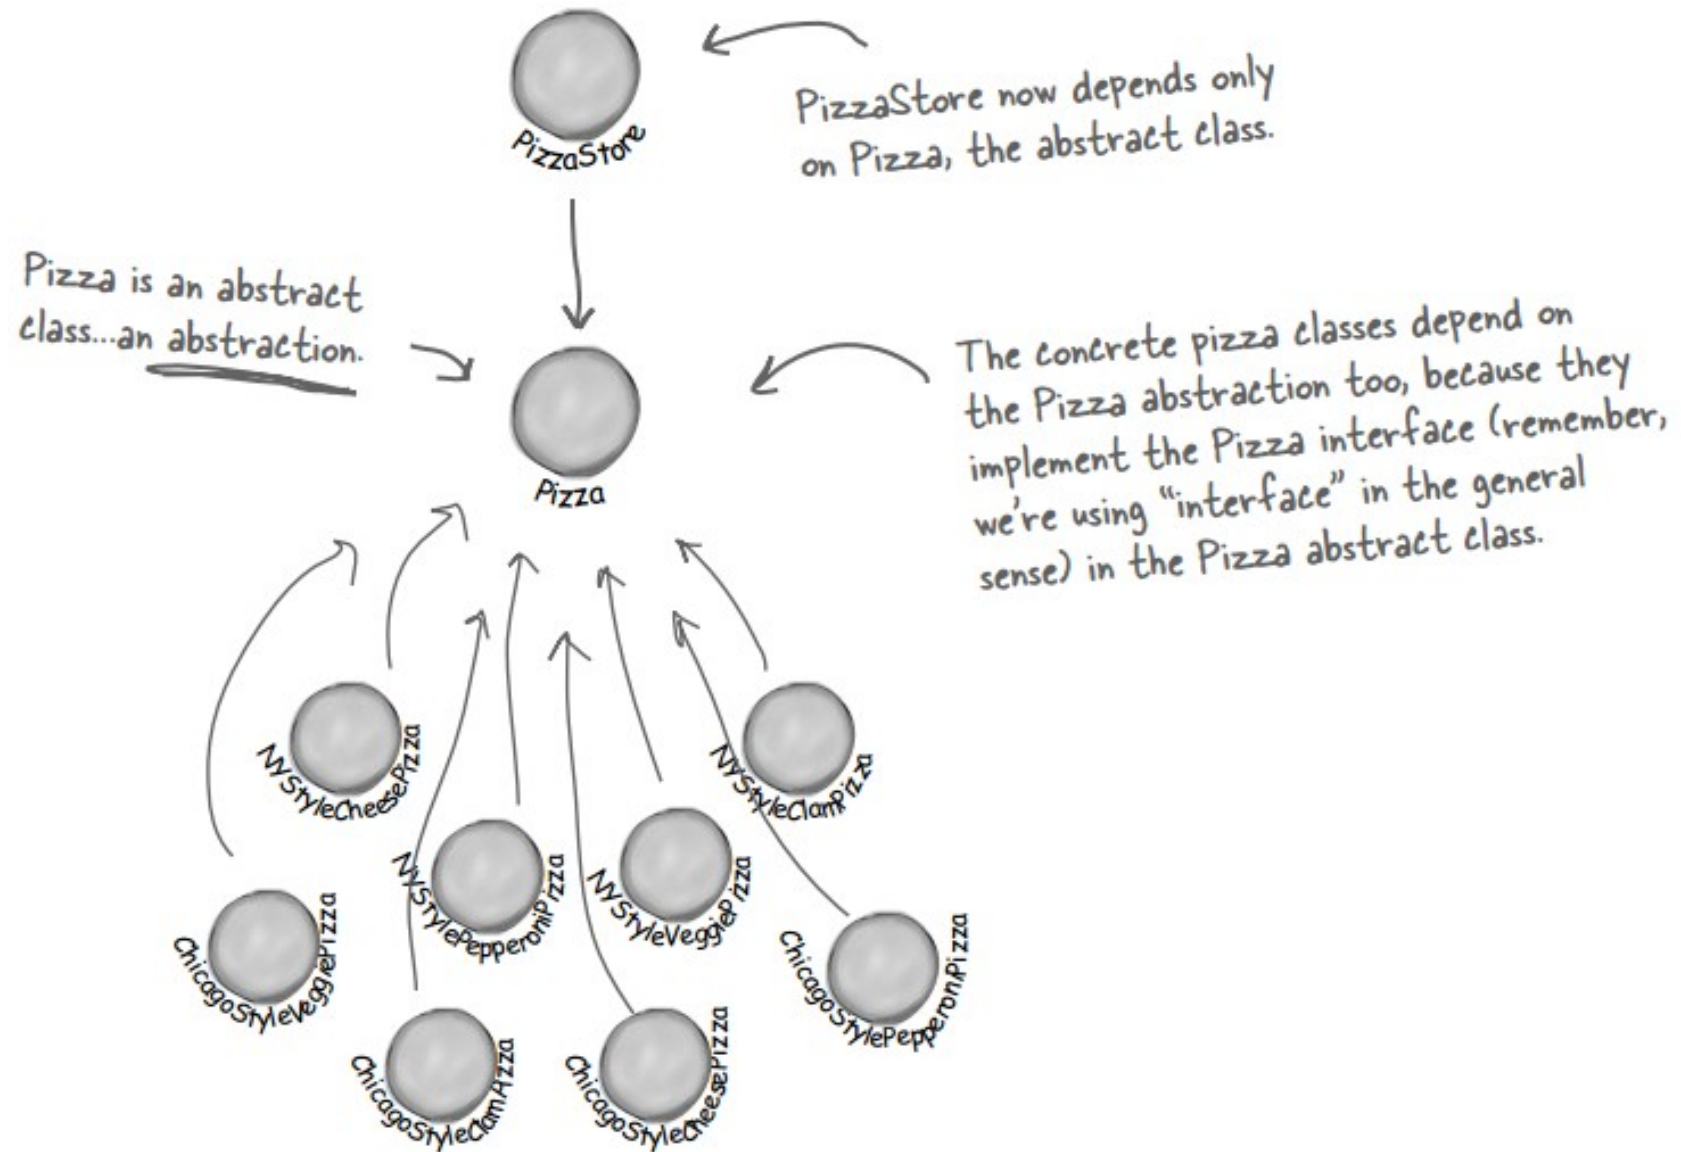 PizzaStore
PizzaStore now depends only
on Pizza, the abstract class.
Pizza is an abstract
class...an abstraction.
Pizza
The concrete pizza classes depend on
the Pizza abstraction too, because they
implement the Pizza interface (remember,
we're using “interface” in the general
sense) in the Pizza abstract class.
NYStyleCheesePizza
NYStyleClamPizza
NYStylePepperoniPizza
NYStyleVeggiePizza
ChicagoStyleVeggiePizza
ChicagoStylePepperoniPizza
ChicagoStyleClamPizza
ChicagoStyleCheesePizza